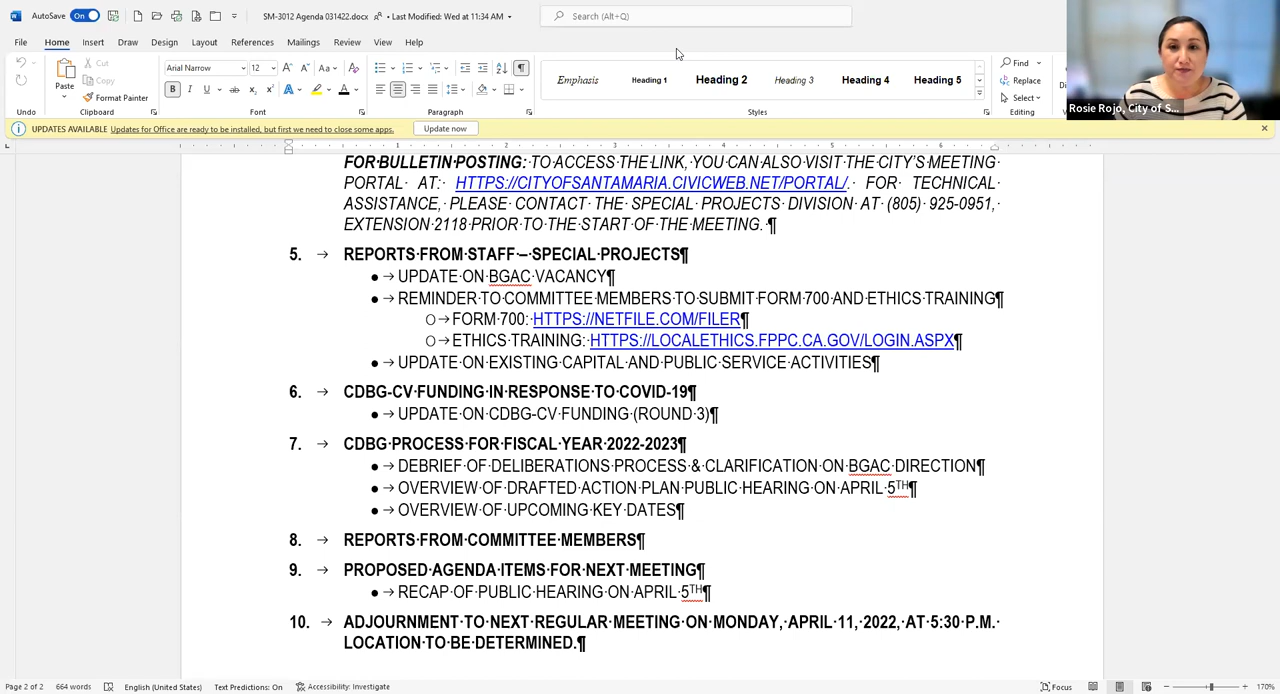 AutoSave On SM-3012 Agenda 031422.docx • Last Modified: Wed at 11:34 AM Search (Alt+Q)
File Home Insert Draw Design Layout References Mailings Review View Help
Paste Cut Copy Format Painter Arial Narrow 12 Emphasis Heading 1 Heading 2 Heading 3 Heading 4 Heading 5 Find Replace Select
Undo Clipboard Font Paragraph Styles Editing
Rosie Rojo, City of S...
UPDATES AVAILABLE Updates for Office are ready to be installed, but first we need to close some apps. Update now
1 2 3 4 5 6
FOR BULLETIN POSTING: TO ACCESS THE LINK, YOU CAN ALSO VISIT THE CITY'S MEETING
PORTAL AT: HTTPS://CITYOFSANTAMARIA.CIVICWEB.NET/PORTAL/. FOR TECHNICAL
ASSISTANCE, PLEASE CONTACT THE SPECIAL PROJECTS DIVISION AT (805) 925-0951,
EXTENSION 2118 PRIOR TO THE START OF THE MEETING. ¶
5. → REPORTS FROM STAFF – SPECIAL PROJECTS¶
● → UPDATE ON BGAC VACANCY¶
● → REMINDER TO COMMITTEE MEMBERS TO SUBMIT FORM 700 AND ETHICS TRAINING¶
O → FORM 700: HTTPS://NETFILE.COM/FILER¶
O → ETHICS TRAINING: HTTPS://LOCALETHICS.FPPC.CA.GOV/LOGIN.ASPX¶
● → UPDATE ON EXISTING CAPITAL AND PUBLIC SERVICE ACTIVITIES¶
6. → CDBG-CV FUNDING IN RESPONSE TO COVID-19¶
● → UPDATE ON CDBG-CV FUNDING (ROUND 3)¶
7. → CDBG PROCESS FOR FISCAL YEAR 2022-2023¶
● → DEBRIEF OF DELIBERATIONS PROCESS & CLARIFICATION ON BGAC DIRECTION¶
● → OVERVIEW OF DRAFTED ACTION PLAN PUBLIC HEARING ON APRIL 5TH¶
● → OVERVIEW OF UPCOMING KEY DATES¶
8. → REPORTS FROM COMMITTEE MEMBERS¶
9. → PROPOSED AGENDA ITEMS FOR NEXT MEETING¶
● → RECAP OF PUBLIC HEARING ON APRIL 5TH¶
10. → ADJOURNMENT TO NEXT REGULAR MEETING ON MONDAY, APRIL 11, 2022, AT 5:30 P.M.
LOCATION TO BE DETERMINED.¶
Page 2 of 2 664 words English (United States) Text Predictions: On Accessibility: Investigate Focus 170%